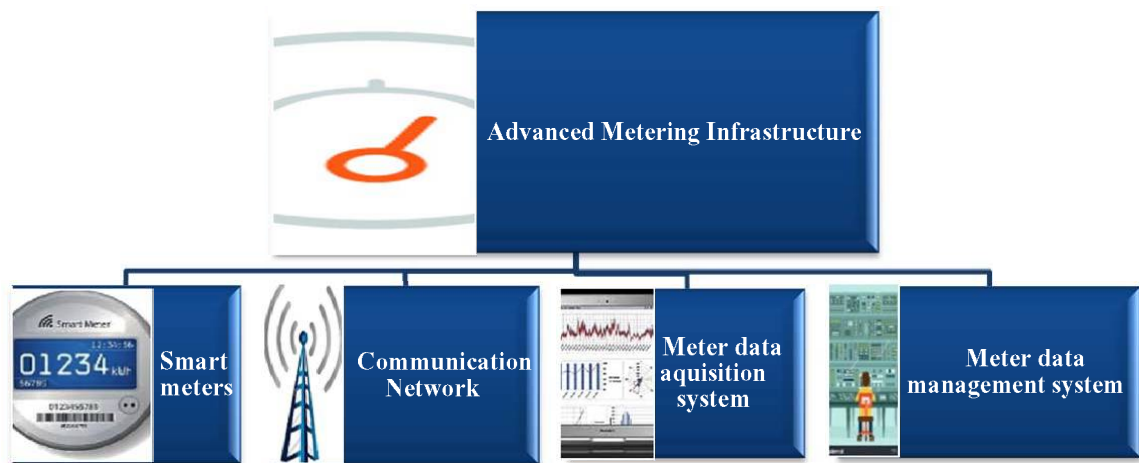 Advanced Metering Infrastructure
Smart Meter
12:34:56
01234 kWh
56789
0123456789
Smart
meters
Communication
Network
Meter data
aquisition
system
Meter data
management system